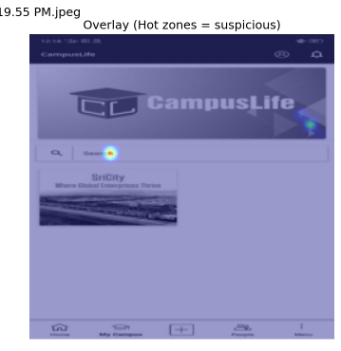 19.55 PM.jpeg
Overlay (Hot zones = suspicious)
CampusLife
CampusLife
SriCity
Where Global Enterprises Thrive
Home
My Campus
People
Menu